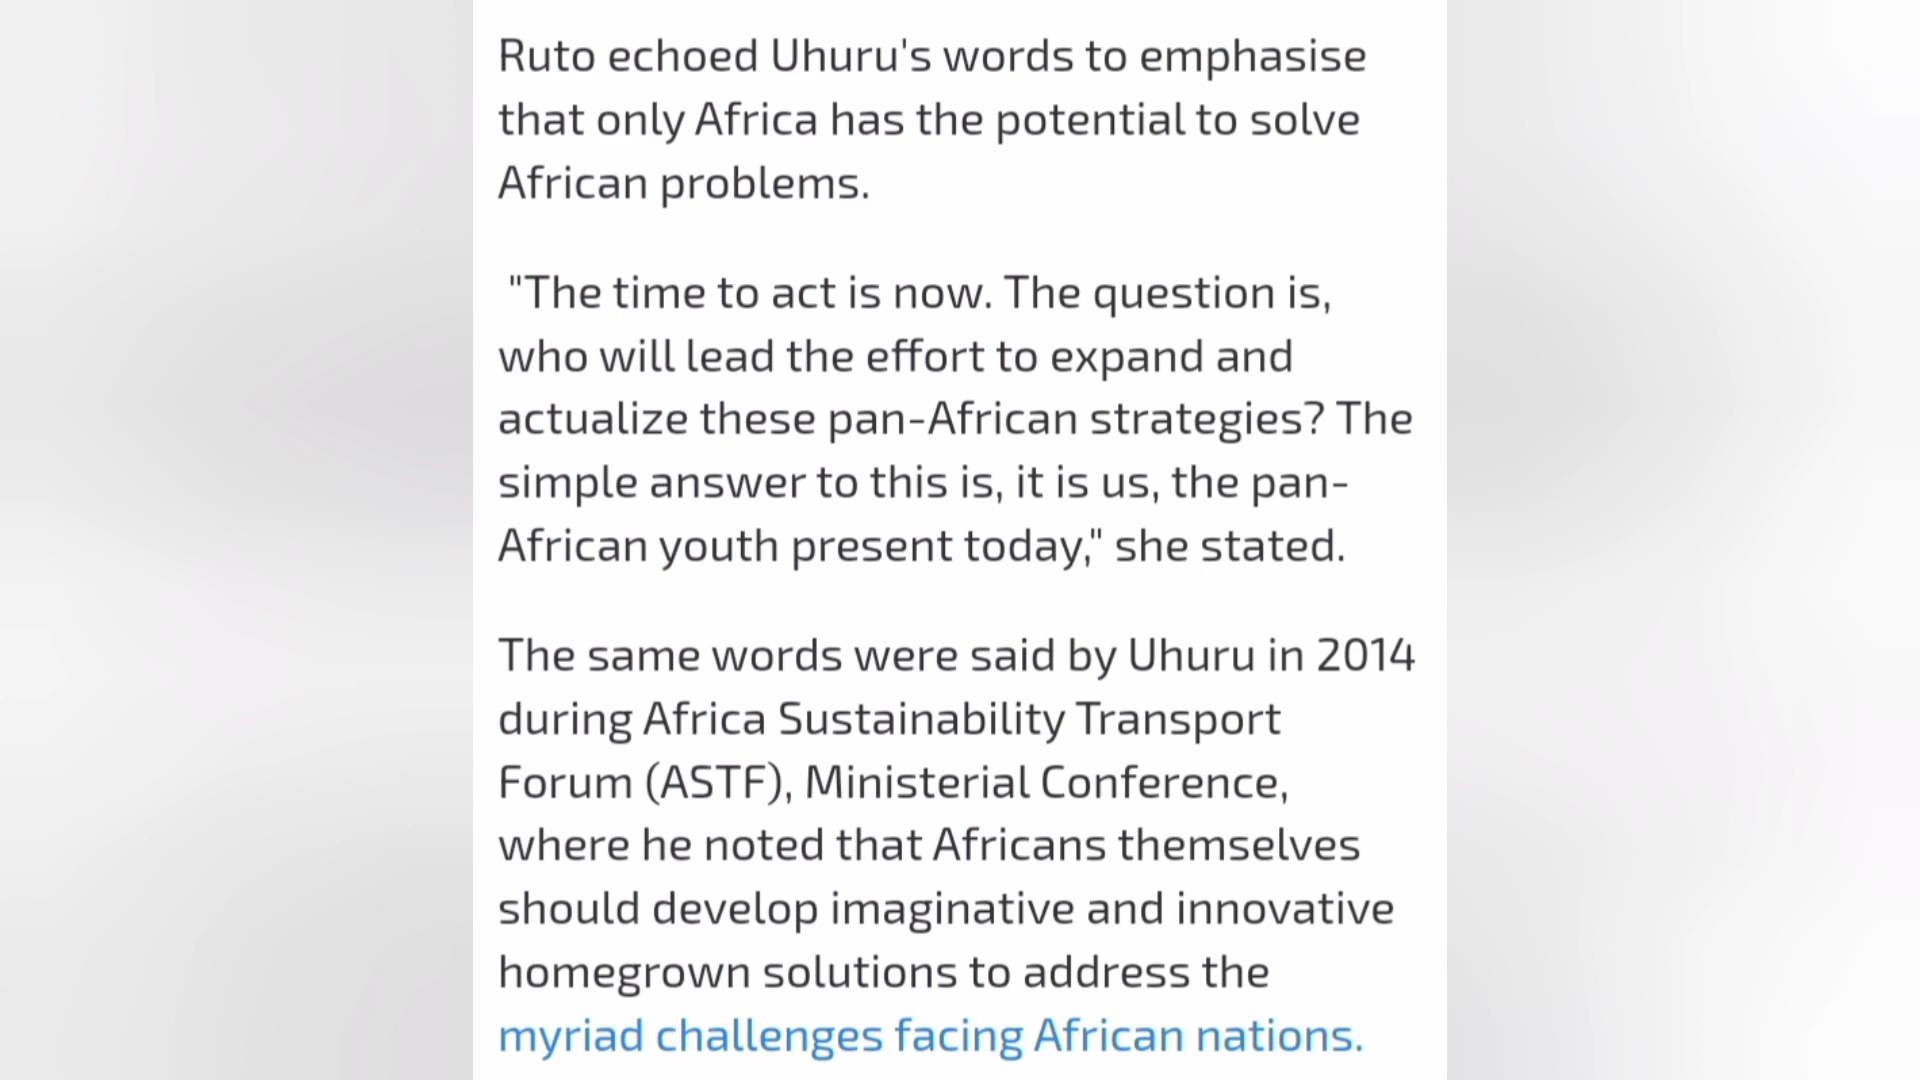 Ruto echoed Uhuru's words to emphasise
that only Africa has the potential to solve
African problems.
"The time to act is now. The question is,
who will lead the effort to expand and
actualize these pan-African strategies? The
simple answer to this is, it is us, the pan-
African youth present today," she stated.
The same words were said by Uhuru in 2014
during Africa Sustainability Transport
Forum (ASTF), Ministerial Conference,
where he noted that Africans themselves
should develop imaginative and innovative
homegrown solutions to address the
myriad challenges facing African nations.